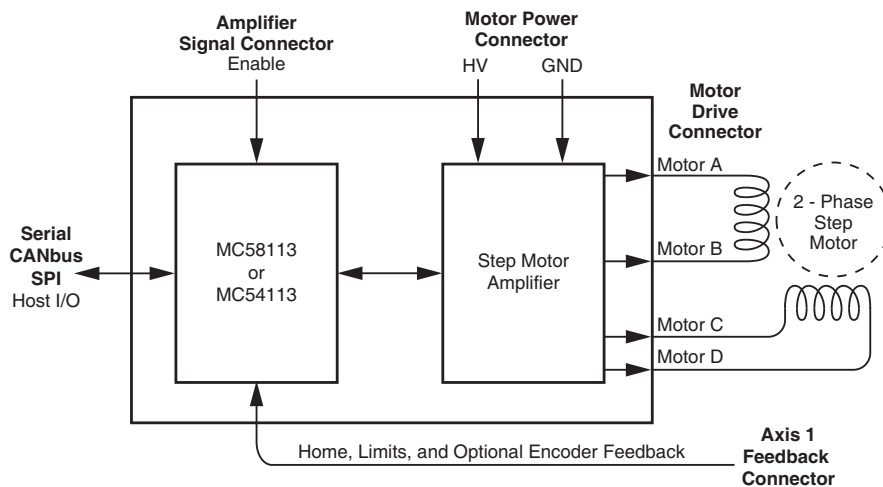 Amplifier
Signal Connector
Enable
Motor Power
Connector
HV
GND
Motor
Drive
Connector
Motor A
Motor B
Motor C
Motor D
2 - Phase
Step
Motor
Serial
CANbus
SPI
Host I/O
MC58113
or
MC54113
Step Motor
Amplifier
Home, Limits, and Optional Encoder Feedback
Axis 1
Feedback
Connector